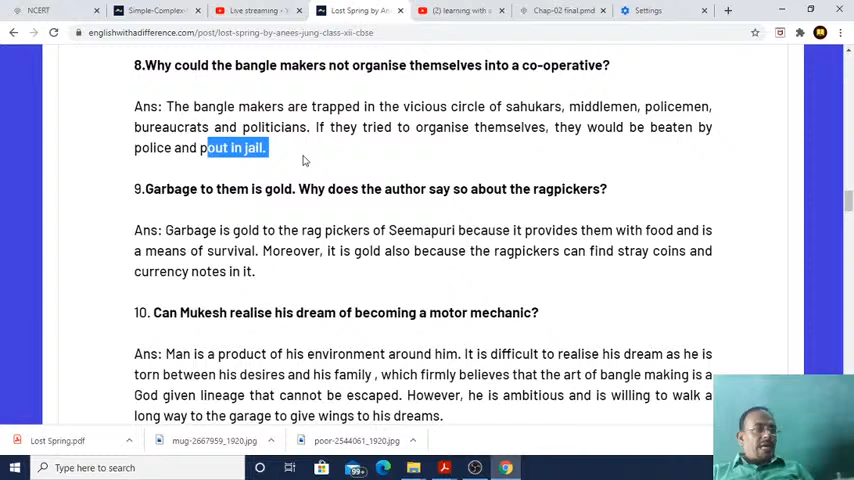 NCERT
Simple-Complex-
Live streaming - Y
Lost Spring by An
(2) learning with s
Chap-02 final.pmd
Settings
englishwithadifference.com/post/lost-spring-by-anees-jung-class-xii-cbse
8.Why could the bangle makers not organise themselves into a co-operative?
Ans: The bangle makers are trapped in the vicious circle of sahukars, middlemen, policemen,
bureaucrats and politicians. If they tried to organise themselves, they would be beaten by
police and pout in jail.
9.Garbage to them is gold. Why does the author say so about the ragpickers?
Ans: Garbage is gold to the rag pickers of Seemapuri because it provides them with food and is
a means of survival. Moreover, it is gold also because the ragpickers can find stray coins and
currency notes in it.
10. Can Mukesh realise his dream of becoming a motor mechanic?
Ans: Man is a product of his environment around him. It is difficult to realise his dream as he is
torn between his desires and his family , which firmly believes that the art of bangle making is a
God given lineage that cannot be escaped. However, he is ambitious and is willing to walk a
long way to the garage to give wings to his dreams.
Lost Spring.pdf
mug-2667959_1920.jpg
poor-2544061_1920.jpg
Type here to search
99+